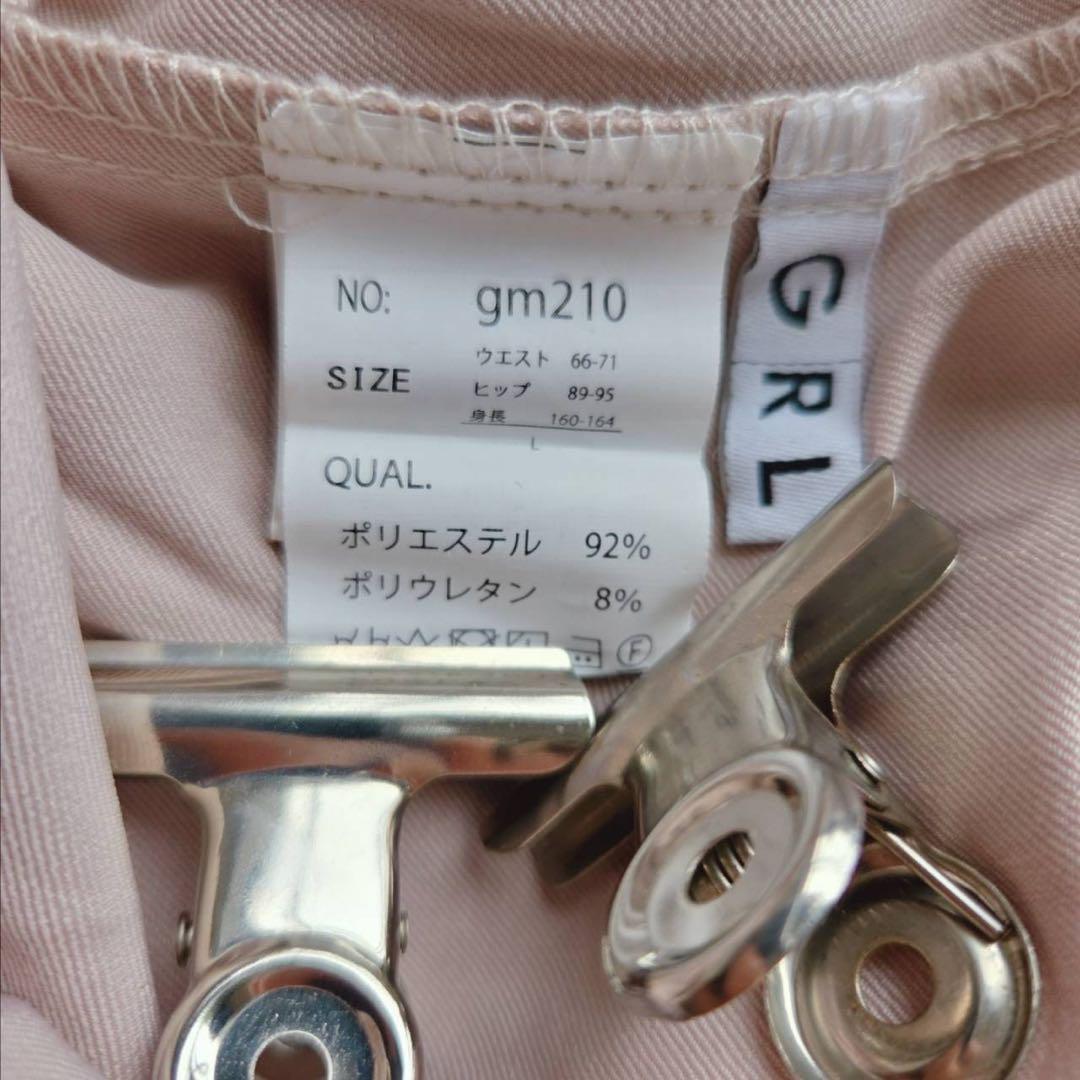 NO: gm210
SIZE
ウエスト 66-71
ヒップ 89-95
身長 160-164
L
QUAL.
ポリエステル 92%
ポリウレタン 8%
F
GRL